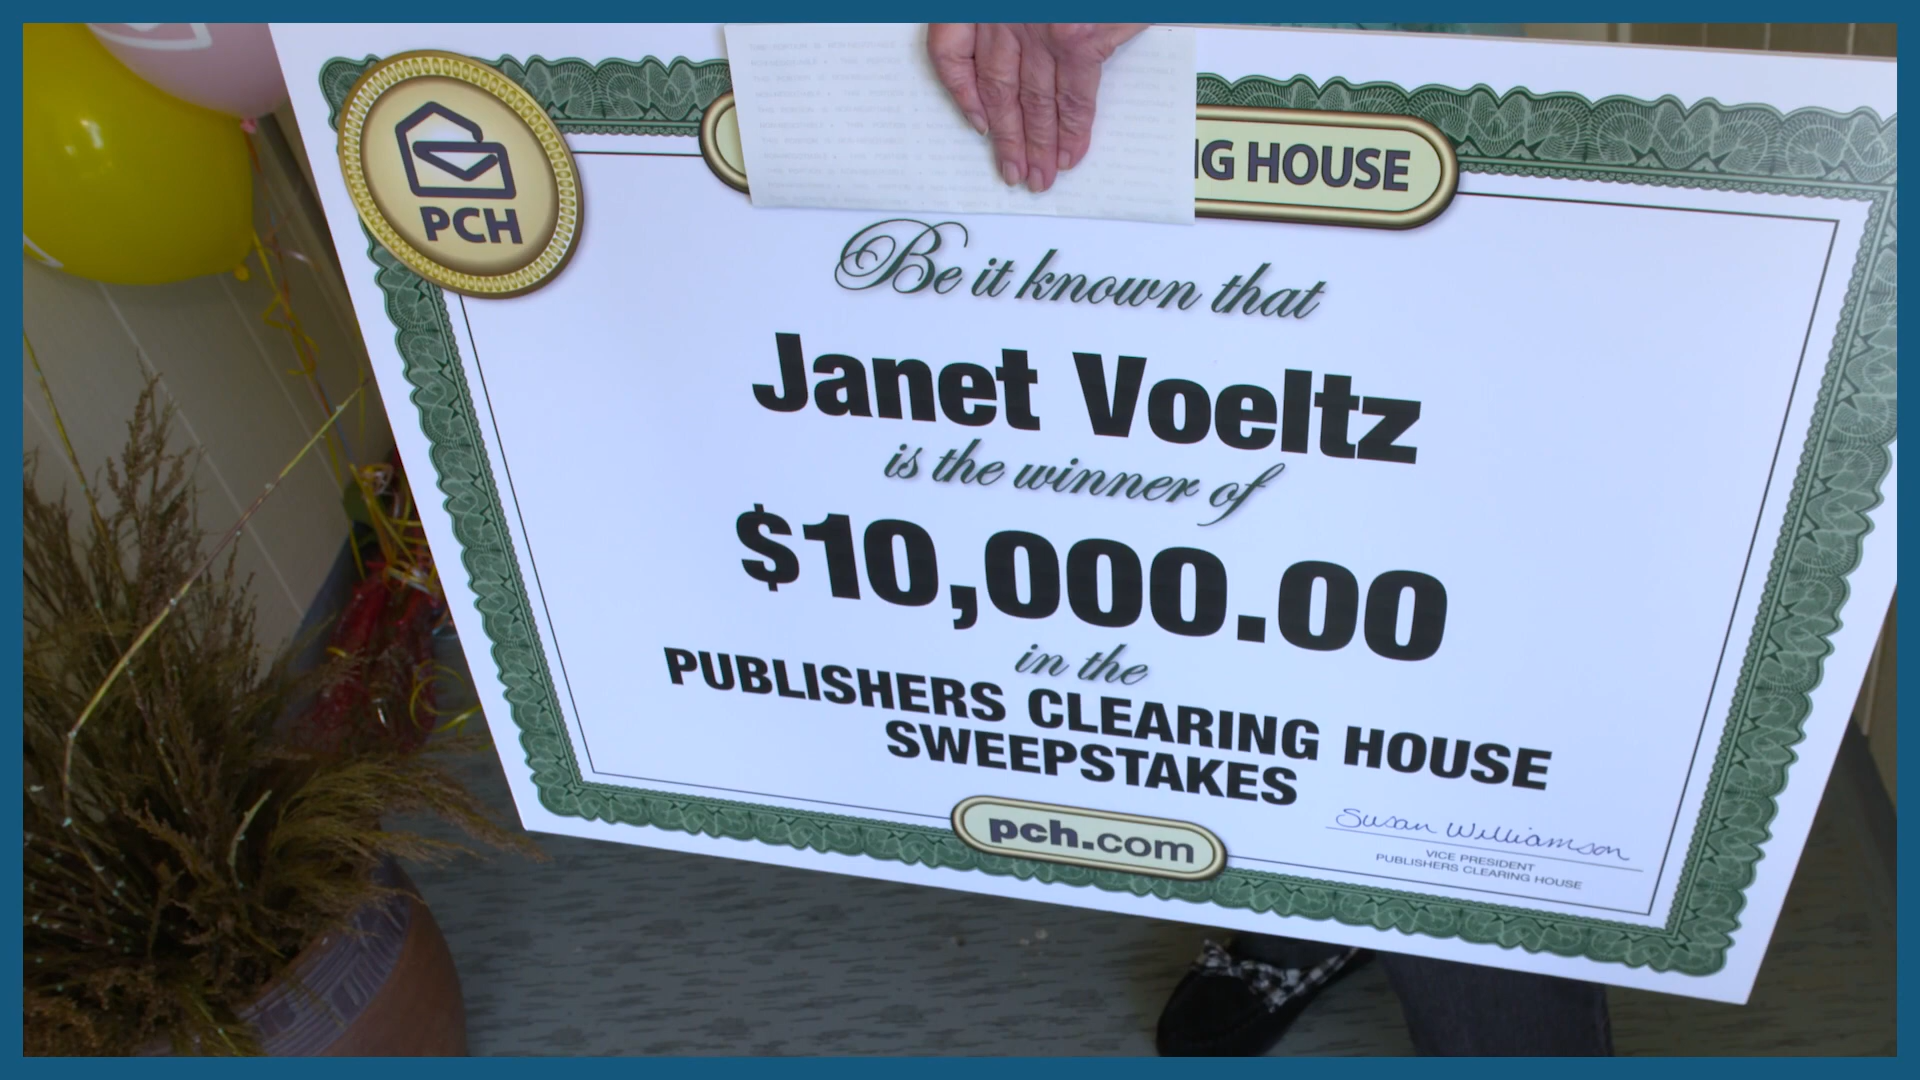 PCH
G HOUSE
Be it known that
Janet Voeltz
is the winner of
$10,000.00
in the
PUBLISHERS CLEARING HOUSE
SWEEPSTAKES
pch.com
Susan Williamson
VICE PRESIDENT
PUBLISHERS CLEARING HOUSE